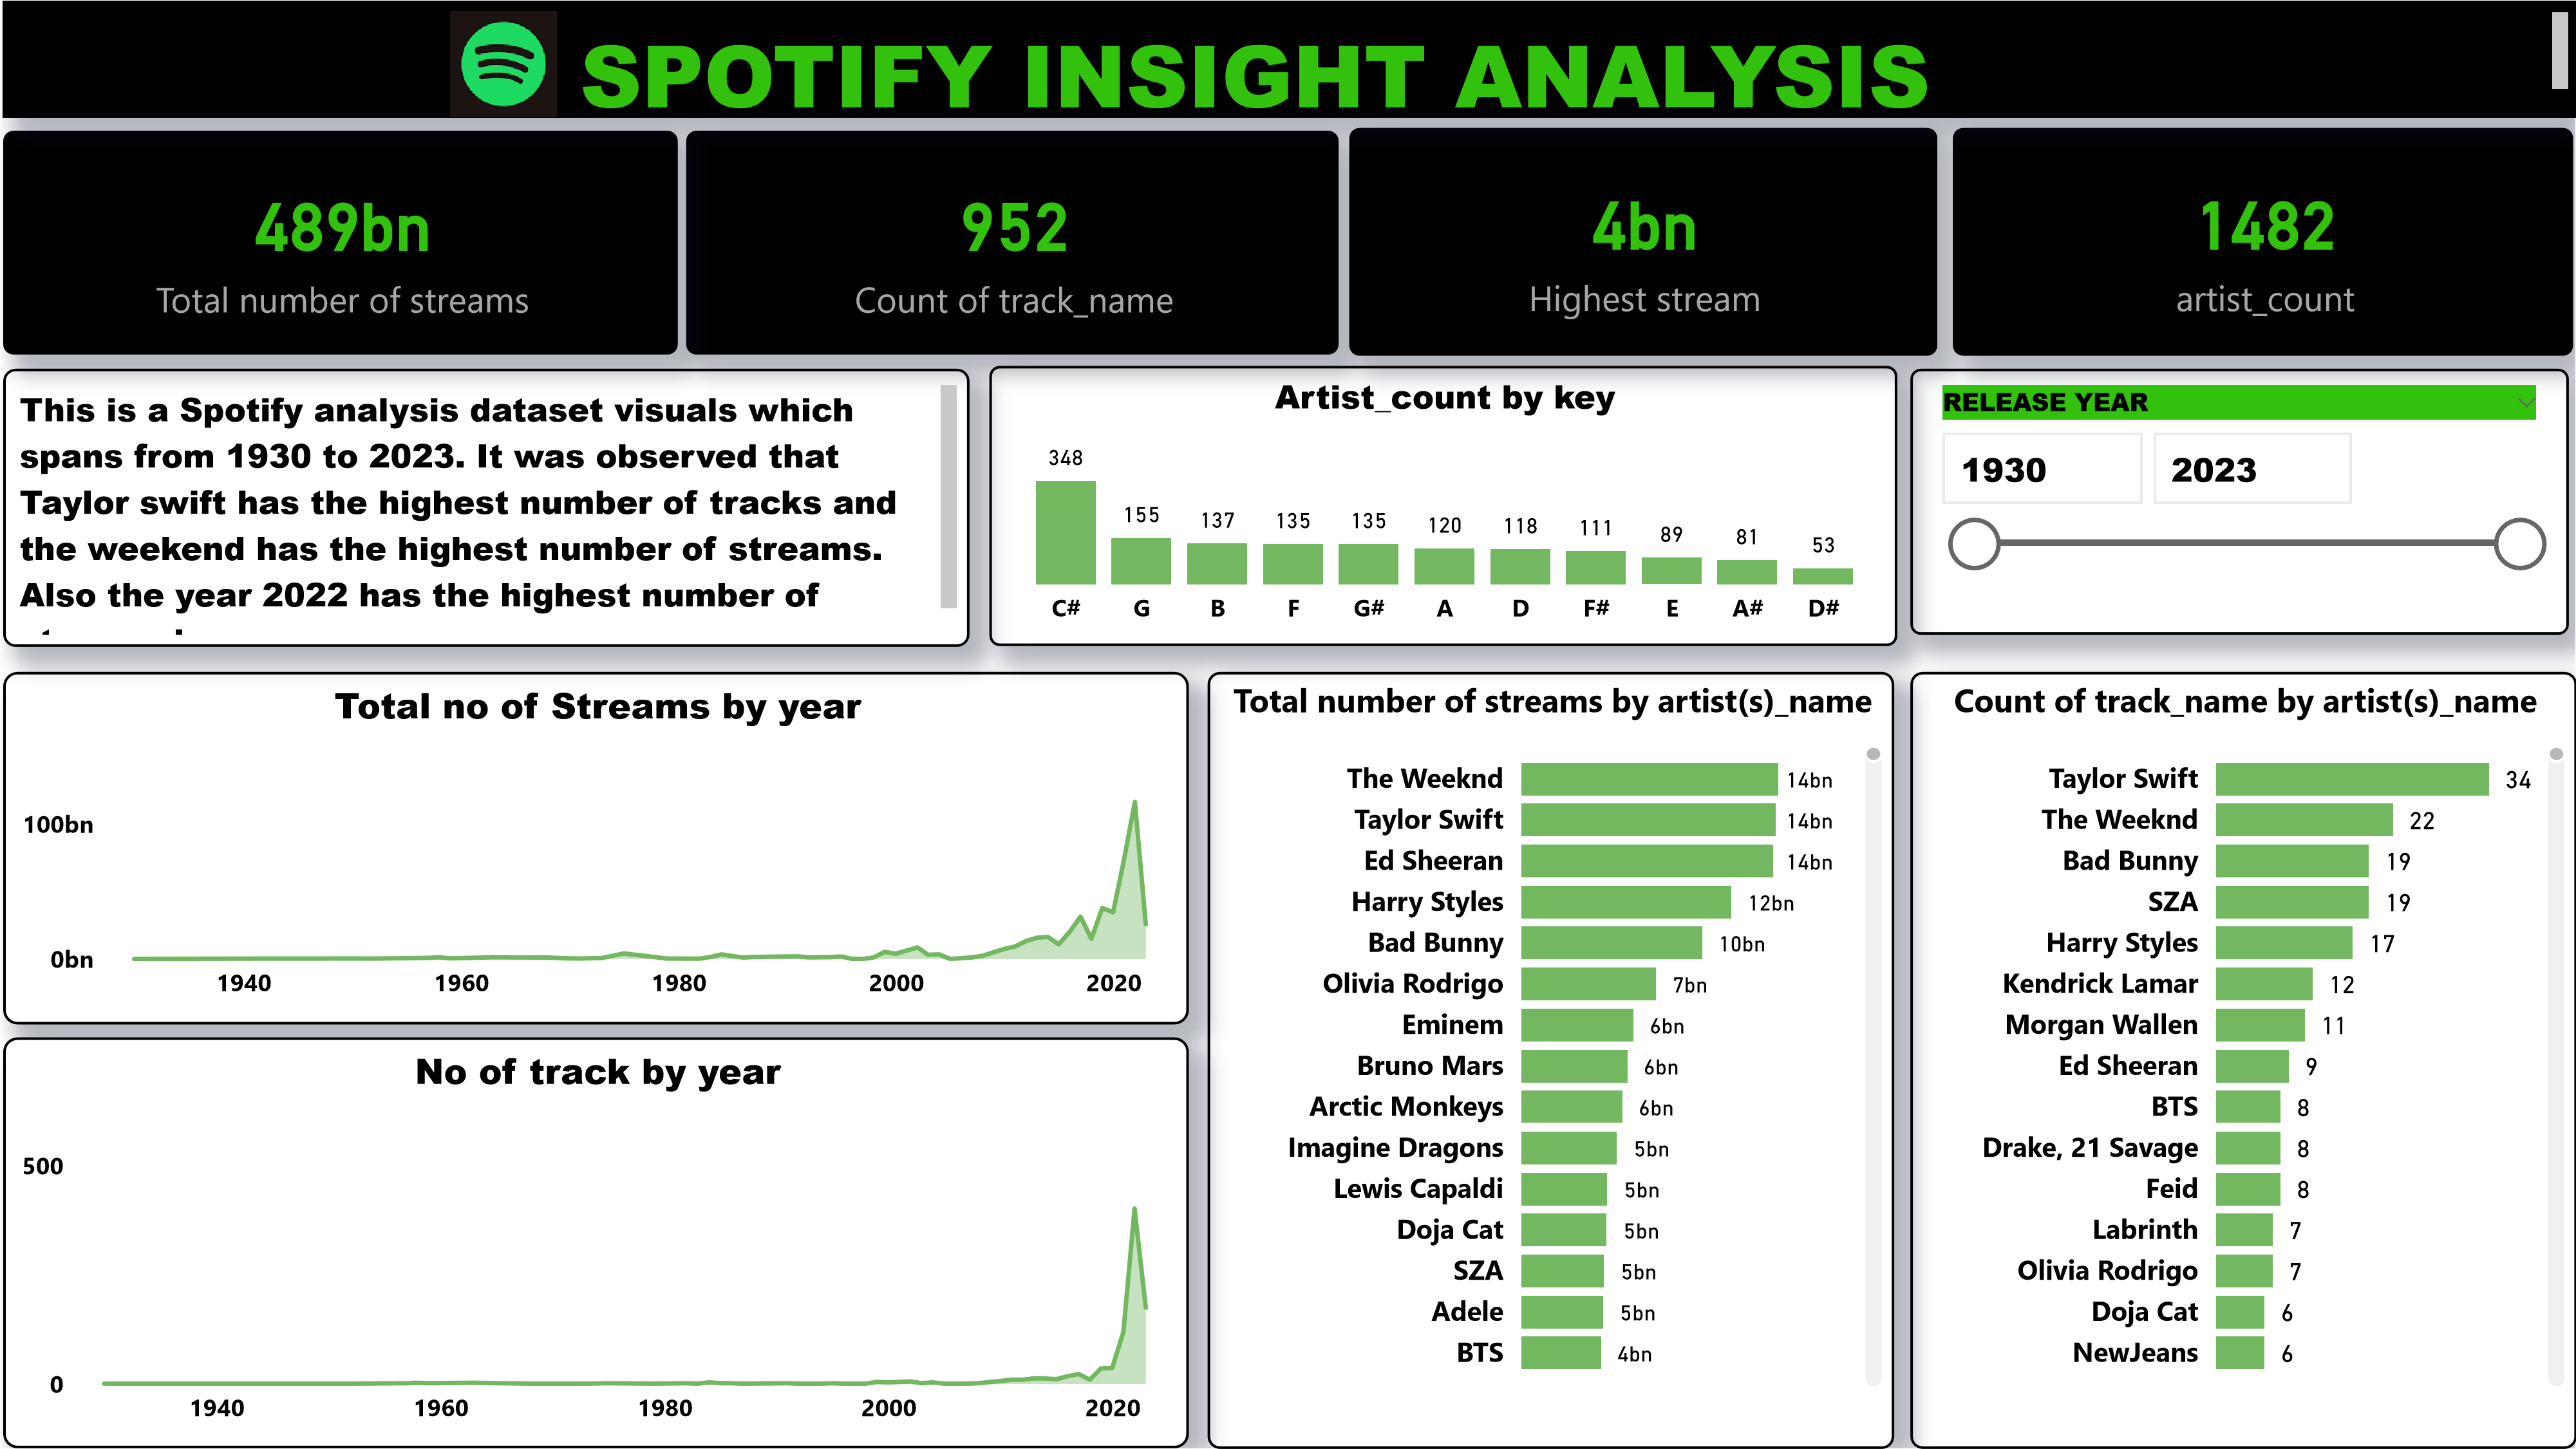 SPOTIFY INSIGHT ANALYSIS
489bn
Total number of streams
952
Count of track_name
4bn
Highest stream
1482
artist_count
This is a Spotify analysis dataset visuals which
spans from 1930 to 2023. It was observed that
Taylor swift has the highest number of tracks and
the weekend has the highest number of streams.
Also the year 2022 has the highest number of
Artist_count by key
348
155
137
135
135
120
118
111
89
81
53
C#
G
B
F
G#
A
D
F#
E
A#
D#
RELEASE YEAR
1930
2023
Total no of Streams by year
100bn
0bn
1940
1960
1980
2000
2020
No of track by year
500
0
1940
1960
1980
2000
2020
Total number of streams by artist(s)_name
The Weeknd 14bn
Taylor Swift 14bn
Ed Sheeran 14bn
Harry Styles 12bn
Bad Bunny 10bn
Olivia Rodrigo 7bn
Eminem 6bn
Bruno Mars 6bn
Arctic Monkeys 6bn
Imagine Dragons 5bn
Lewis Capaldi 5bn
Doja Cat 5bn
SZA 5bn
Adele 5bn
BTS 4bn
Count of track_name by artist(s)_name
Taylor Swift 34
The Weeknd 22
Bad Bunny 19
SZA 19
Harry Styles 17
Kendrick Lamar 12
Morgan Wallen 11
Ed Sheeran 9
BTS 8
Drake, 21 Savage 8
Feid 8
Labrinth 7
Olivia Rodrigo 7
Doja Cat 6
NewJeans 6